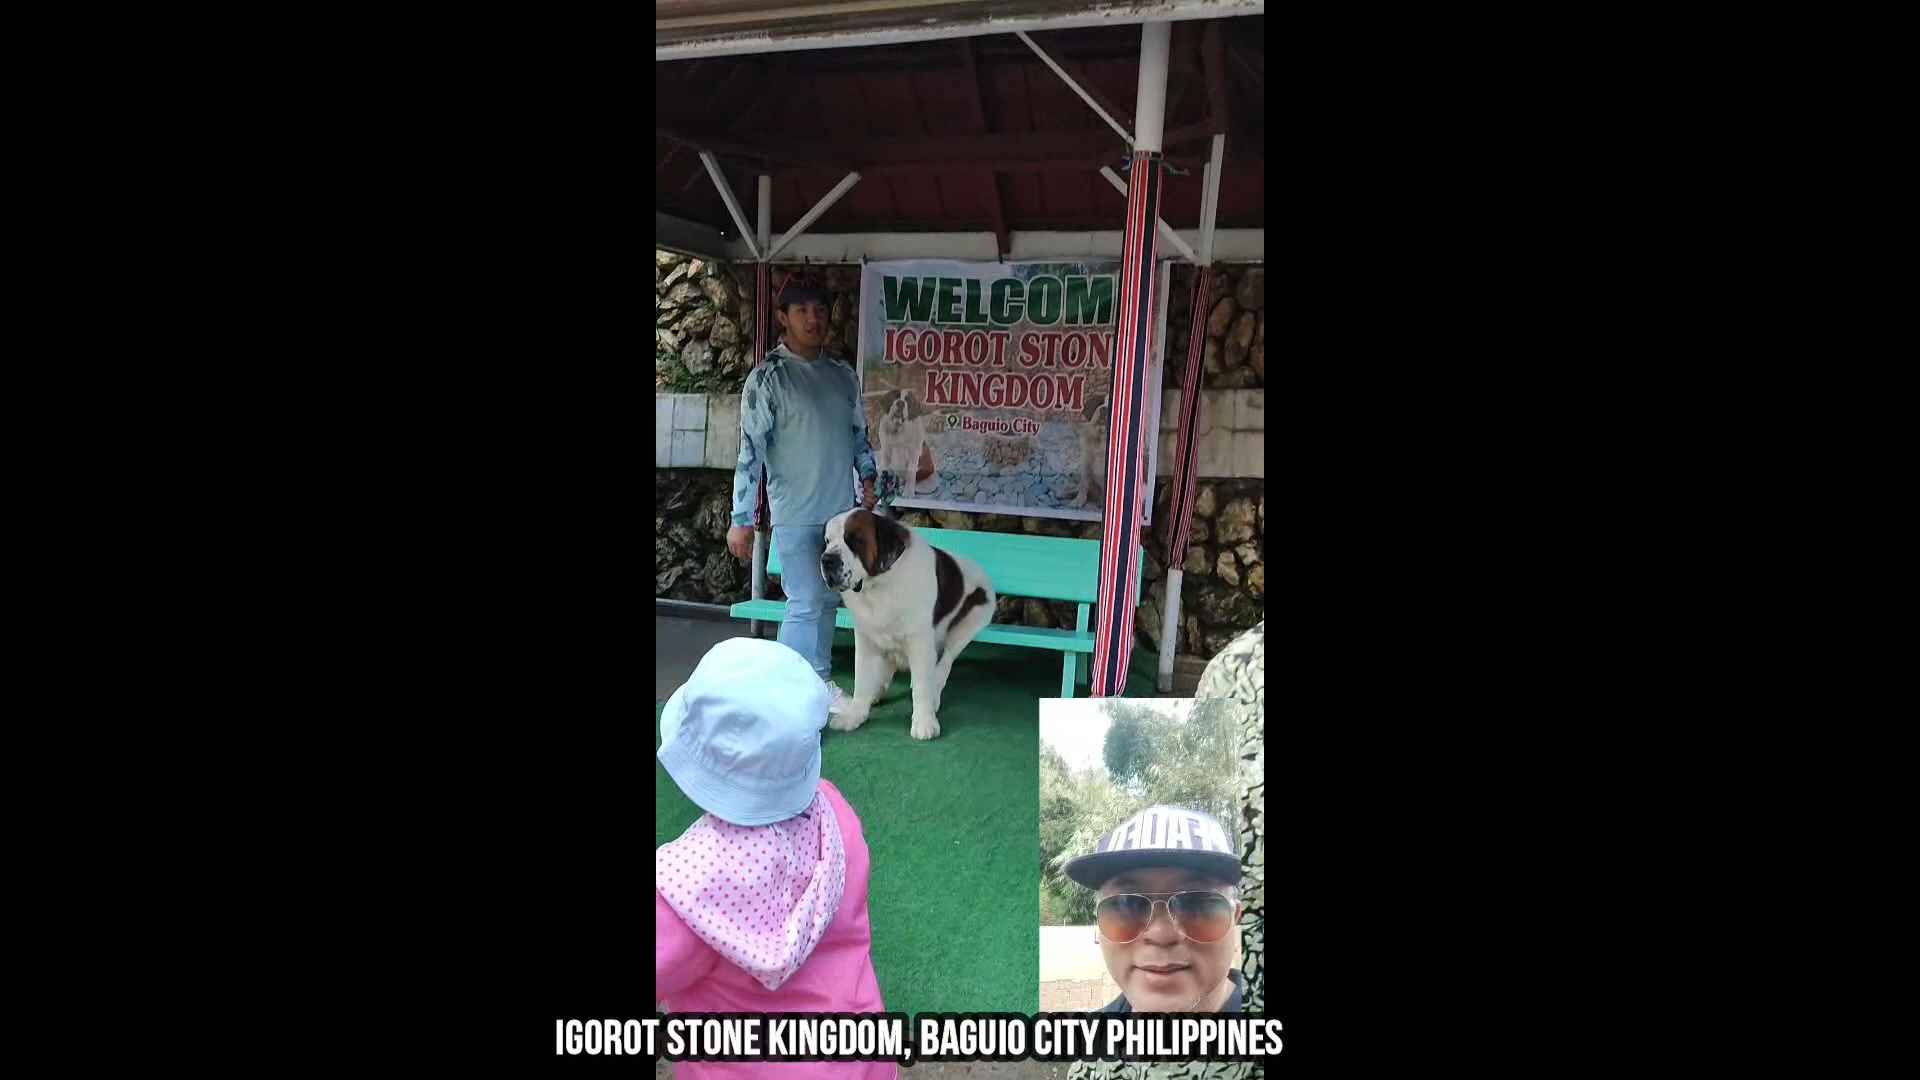 WELCOM
IGOROT STON
KINGDOM
Baguio City
IGOROT STONE KINGDOM, BAGUIO CITY PHILIPPINES